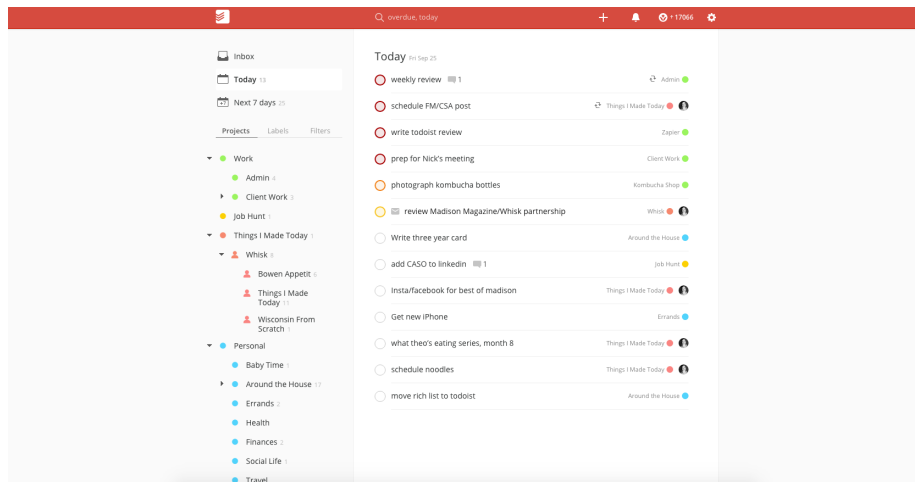 overdue, today
17066
Inbox
Today 13
Next 7 days 25
Projects Labels Filters
Work
Admin 4
Client Work 3
Job Hunt 1
Things I Made Today 1
Whisk 8
Bowen Appetit 6
Things I Made
Today 11
Wisconsin From
Scratch 1
Personal
Baby Time 1
Around the House 17
Errands 2
Health
Finances 2
Social Life 1
Travel
Today Fri Sep 25
weekly review 1 Admin
schedule FM/CSA post Things I Made Today
write todoist review Zapier
prep for Nick's meeting Client Work
photograph kombucha bottles Kombucha Shop
review Madison Magazine/Whisk partnership Whisk
Write three year card Around the House
add CASO to linkedin 1 Job Hunt
Insta/facebook for best of madison Things I Made Today
Get new iPhone Errands
what theo's eating series, month 8 Things I Made Today
schedule noodles Things I Made Today
move rich list to todoist Around the House